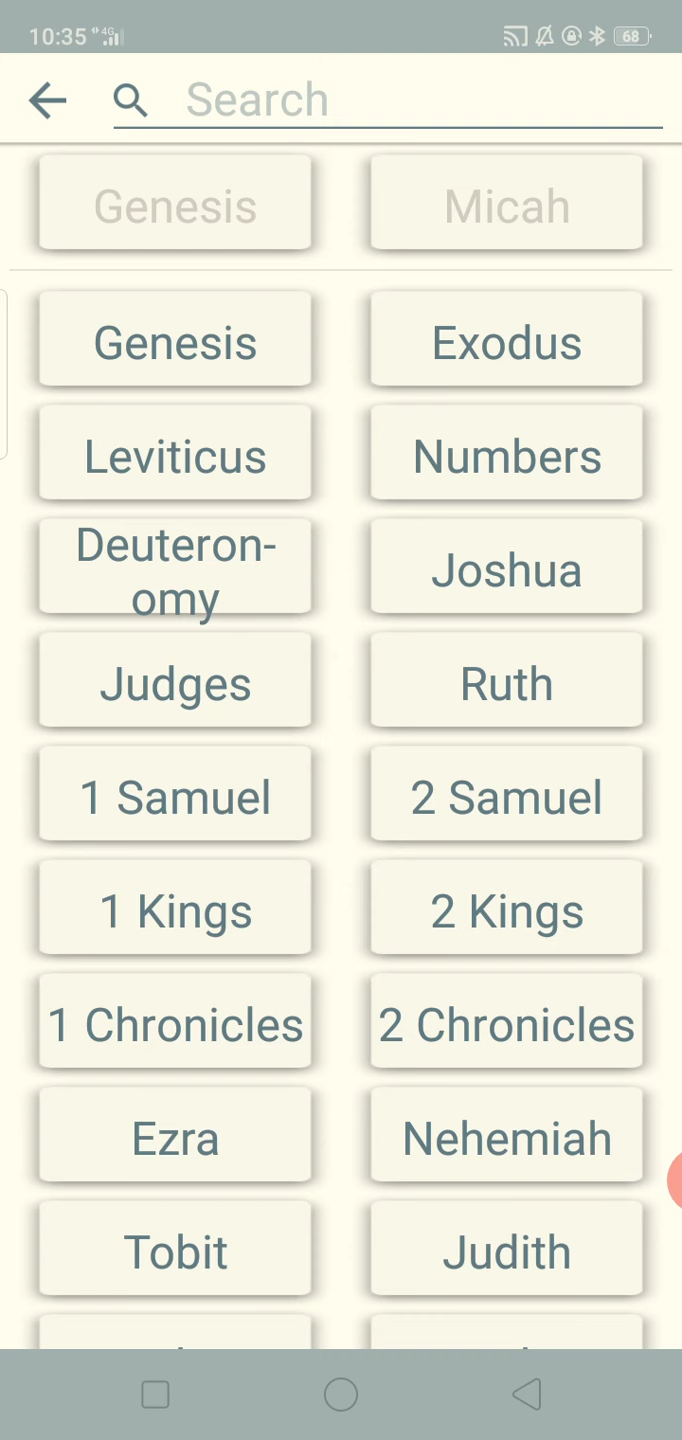 10:35 4G 68
Search
Genesis Micah
Genesis Exodus
Leviticus Numbers
Deuteron-
omy Joshua
Judges Ruth
1 Samuel 2 Samuel
1 Kings 2 Kings
1 Chronicles 2 Chronicles
Ezra Nehemiah
Tobit Judith